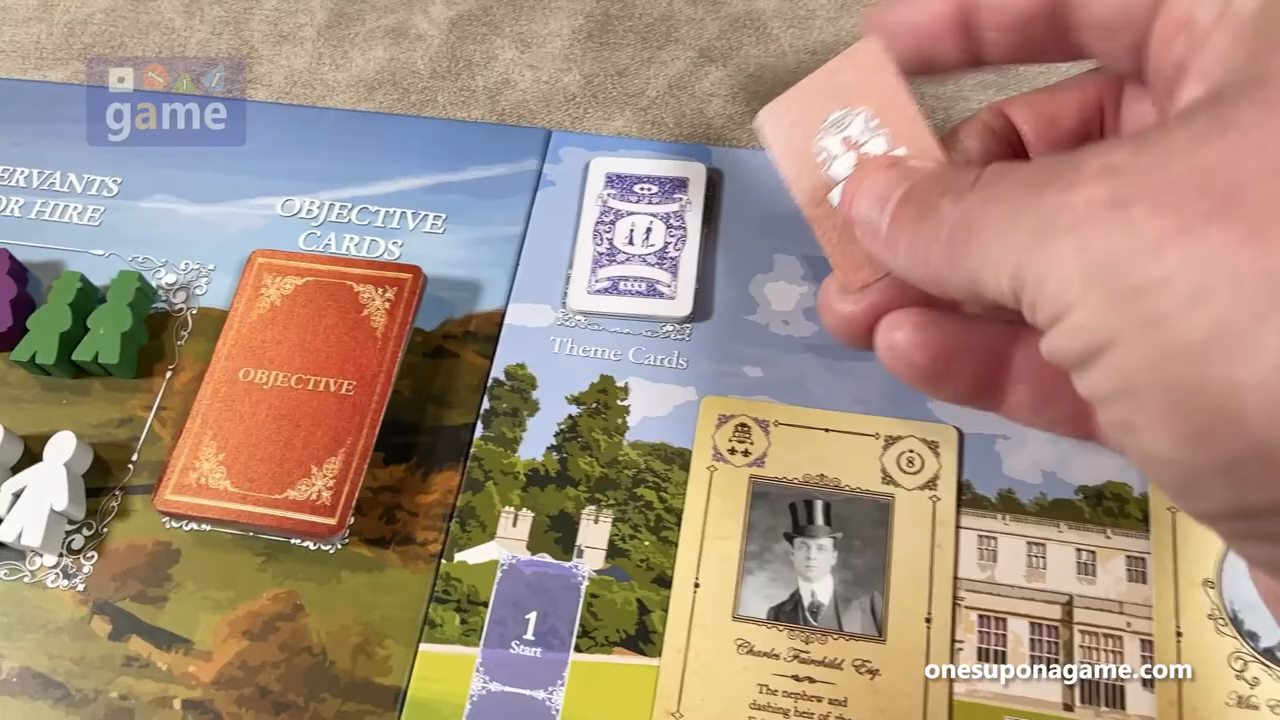 game
ERVANTS
OR HIRE
OBJECTIVE
CARDS
OBJECTIVE
Theme Cards
1
Start
8
Charles Fairchild, Esq.
The nephew and
dashing heir of the
onesuponagame.com